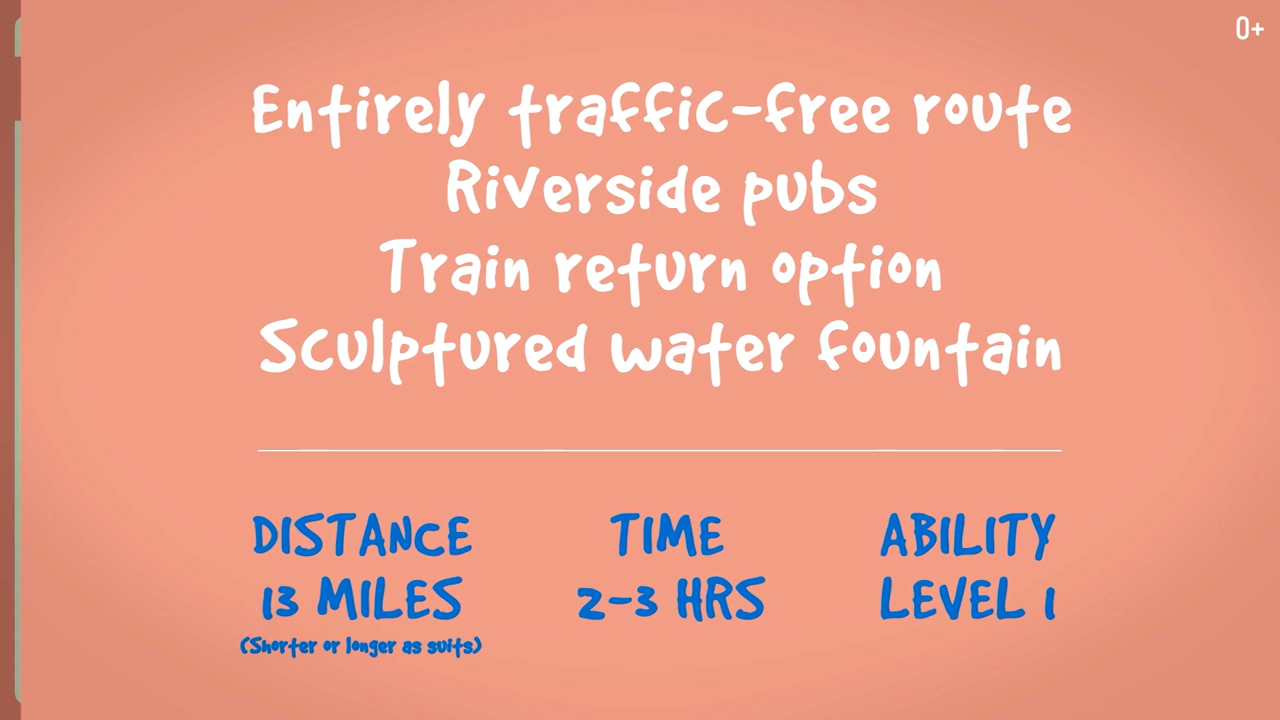 0+
Entirely traffic-free route
Riverside pubs
Train return option
Sculptured water fountain
DISTANCE
13 MILES
(Shorter or longer as suits)
TIME
2-3 HRS
ABILITY
LEVEL 1